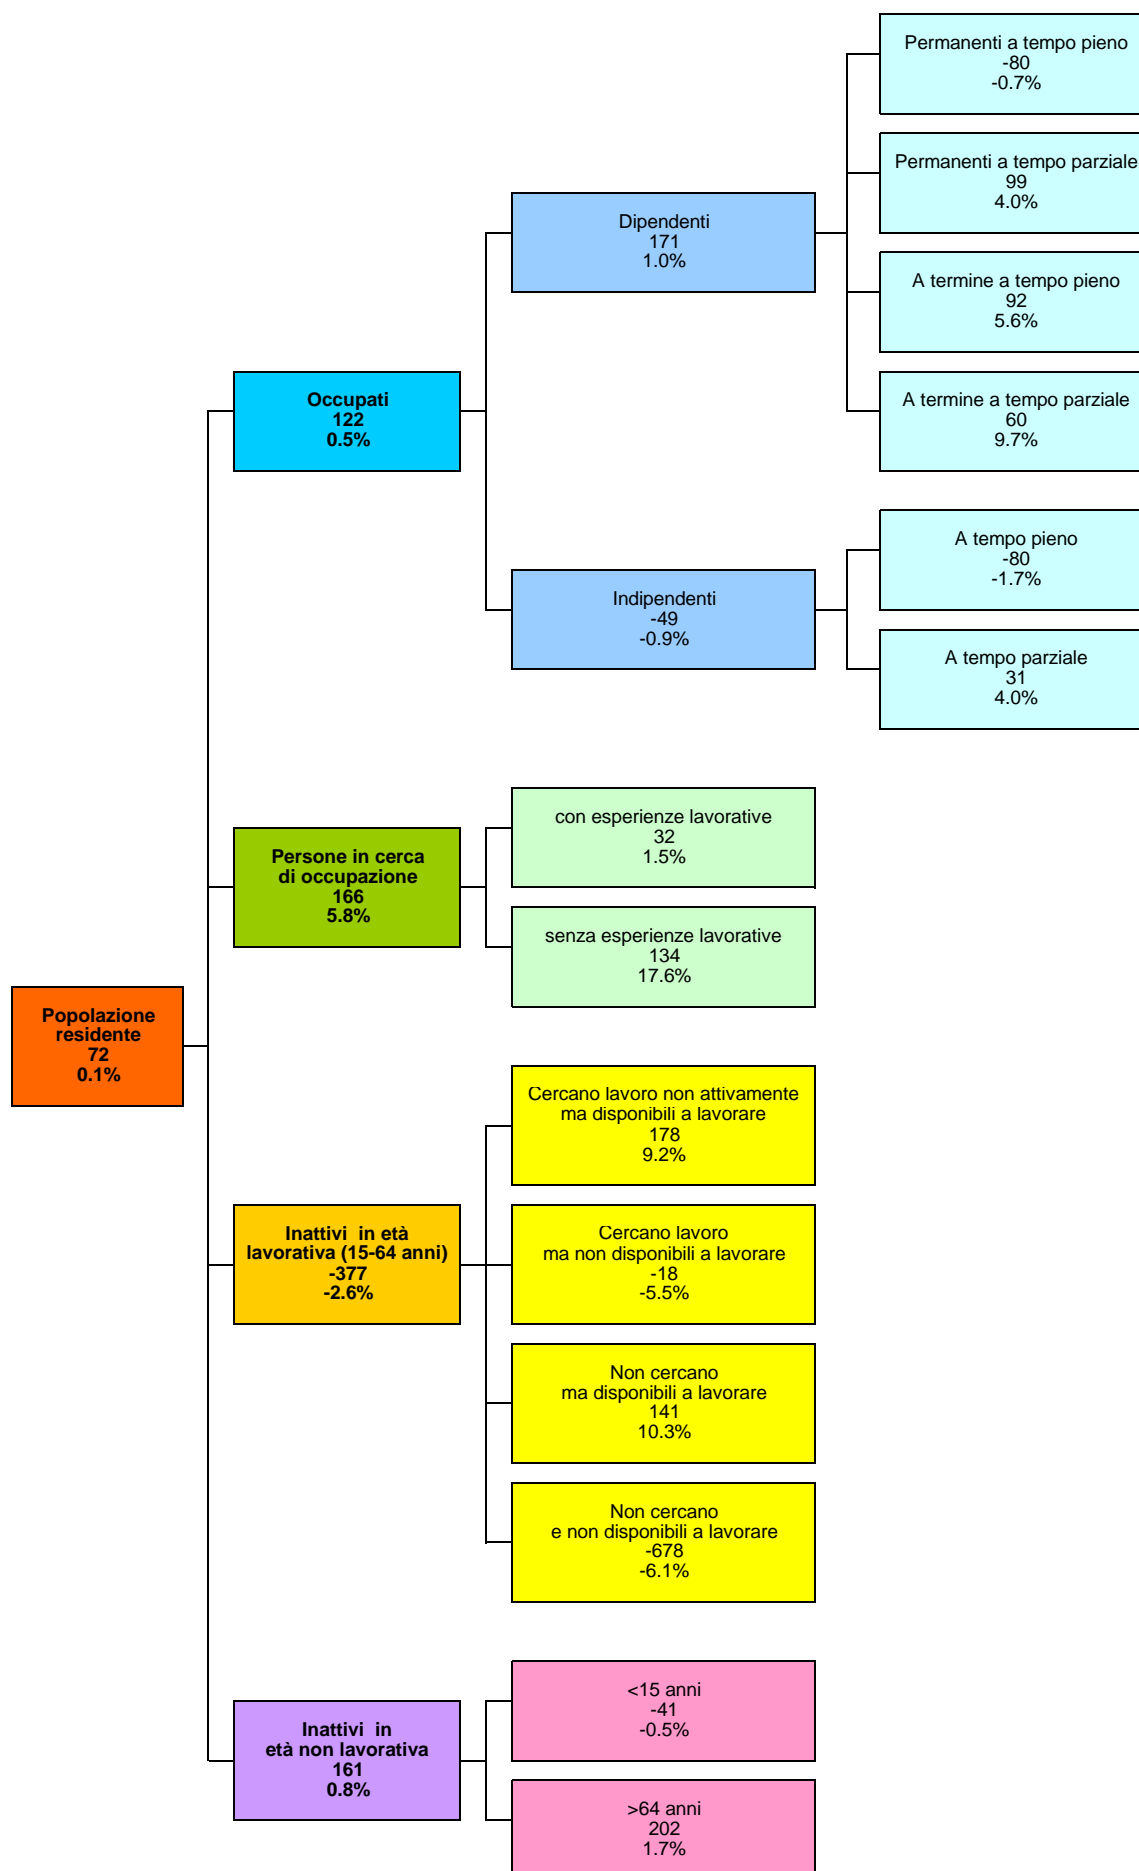 Permanenti a tempo pieno
-80
-0.7%
Permanenti a tempo parziale
99
4.0%
Dipendenti
171
1.0%
A termine a tempo pieno
92
5.6%
Occupati
122
0.5%
A termine a tempo parziale
60
9.7%
A tempo pieno
-80
-1.7%
Indipendenti
-49
-0.9%
A tempo parziale
31
4.0%
con esperienze lavorative
32
1.5%
Persone in cerca
di occupazione
166
5.8%
senza esperienze lavorative
134
17.6%
Popolazione
residente
72
0.1%
Cercano lavoro non attivamente
ma disponibili a lavorare
178
9.2%
Inattivi in età
lavorativa (15-64 anni)
-377
-2.6%
Cercano lavoro
ma non disponibili a lavorare
-18
-5.5%
Non cercano
ma disponibili a lavorare
141
10.3%
Non cercano
e non disponibili a lavorare
-678
-6.1%
<15 anni
-41
-0.5%
Inattivi in
età non lavorativa
161
0.8%
>64 anni
202
1.7%